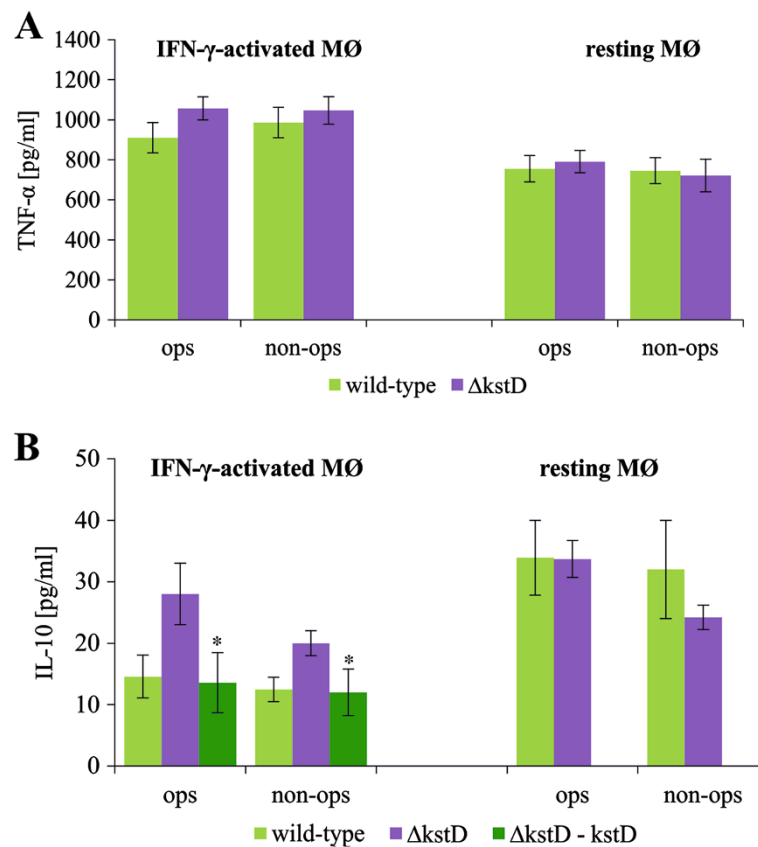 A
IFN-γ-activated MØ
resting MØ
TNF-α [pg/ml]
1400
1200
1000
800
600
400
200
0
ops
non-ops
ops
non-ops
wild-type
ΔkstD
B
IFN-γ-activated MØ
resting MØ
IL-10 [pg/ml]
50
40
30
20
10
0
*
*
ops
non-ops
ops
non-ops
wild-type
ΔkstD
ΔkstD - kstD